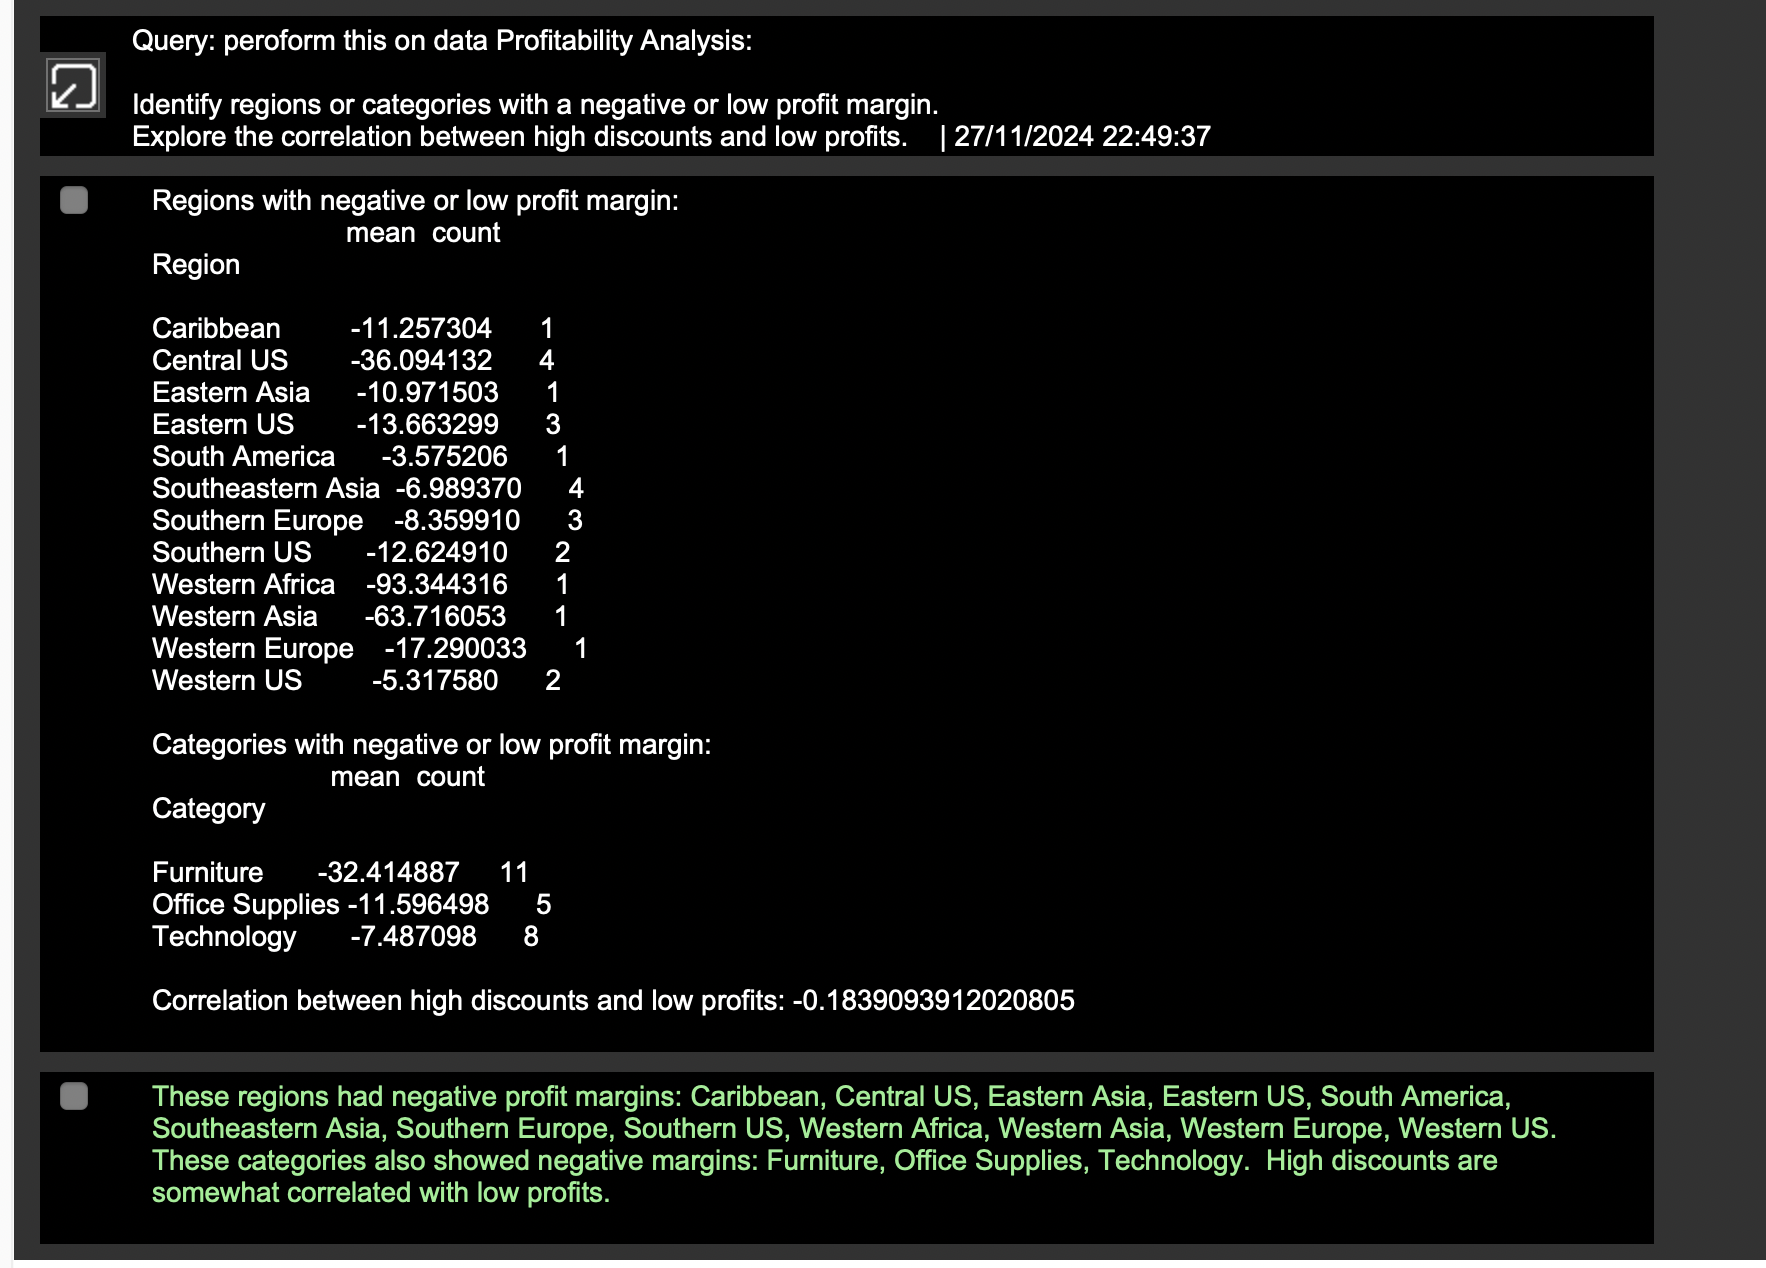 Query: peroform this on data Profitability Analysis:
Identify regions or categories with a negative or low profit margin.
Explore the correlation between high discounts and low profits. | 27/11/2024 22:49:37
Regions with negative or low profit margin:
mean count
Region
Caribbean -11.257304 1
Central US -36.094132 4
Eastern Asia -10.971503 1
Eastern US -13.663299 3
South America -3.575206 1
Southeastern Asia -6.989370 4
Southern Europe -8.359910 3
Southern US -12.624910 2
Western Africa -93.344316 1
Western Asia -63.716053 1
Western Europe -17.290033 1
Western US -5.317580 2
Categories with negative or low profit margin:
mean count
Category
Furniture -32.414887 11
Office Supplies -11.596498 5
Technology -7.487098 8
Correlation between high discounts and low profits: -0.1839093912020805
These regions had negative profit margins: Caribbean, Central US, Eastern Asia, Eastern US, South America,
Southeastern Asia, Southern Europe, Southern US, Western Africa, Western Asia, Western Europe, Western US.
These categories also showed negative margins: Furniture, Office Supplies, Technology.  High discounts are
somewhat correlated with low profits.